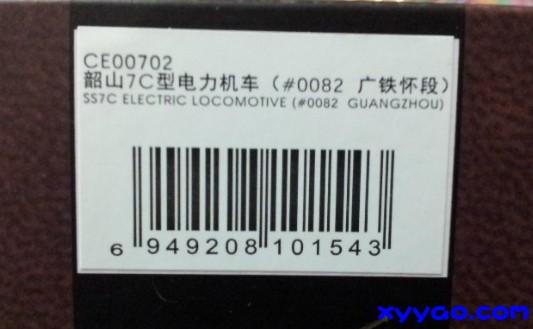 CE00702
韶山7C型电力机车（#0082 广铁怀段）
SS7C ELECTRIC LOCOMOTIVE (#0082 GUANGZHOU)
6 949208 101543
xyygo.com